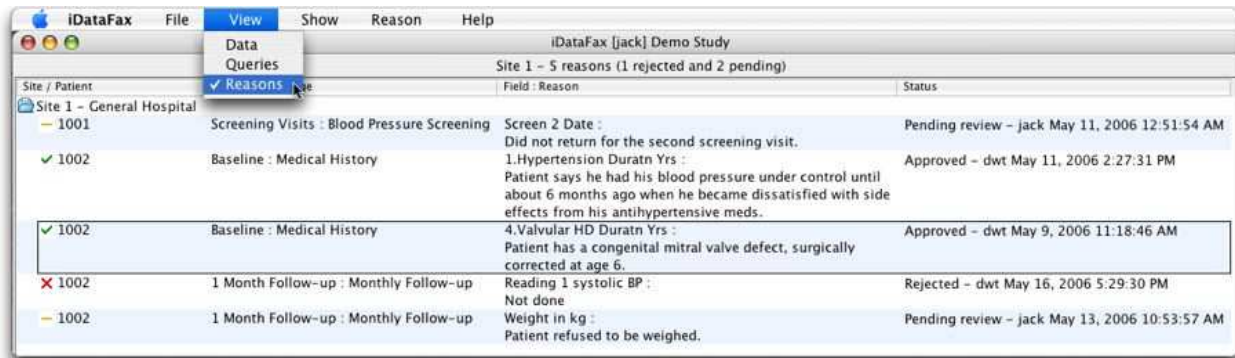 iDataFax File View Show Reason Help
iDataFax [jack] Demo Study
Data
Queries
✓ Reasons
Site 1 – 5 reasons (1 rejected and 2 pending)
Site / Patient Field : Reason Status
Site 1 – General Hospital
1001 Screening Visits : Blood Pressure Screening Screen 2 Date : Pending review – jack May 11, 2006 12:51:54 AM
Did not return for the second screening visit.
1002 Baseline : Medical History 1.Hypertension Duratn Yrs : Approved – dwt May 11, 2006 2:27:31 PM
Patient says he had his blood pressure under control until
about 6 months ago when he became dissatisfied with side
effects from his antihypertensive meds.
1002 Baseline : Medical History 4.Valvular HD Duratn Yrs : Approved – dwt May 9, 2006 11:18:46 AM
Patient has a congenital mitral valve defect, surgically
corrected at age 6.
1002 1 Month Follow-up : Monthly Follow-up Reading 1 systolic BP : Rejected – dwt May 16, 2006 5:29:30 PM
Not done
1002 1 Month Follow-up : Monthly Follow-up Weight in kg : Pending review – jack May 13, 2006 10:53:57 AM
Patient refused to be weighed.